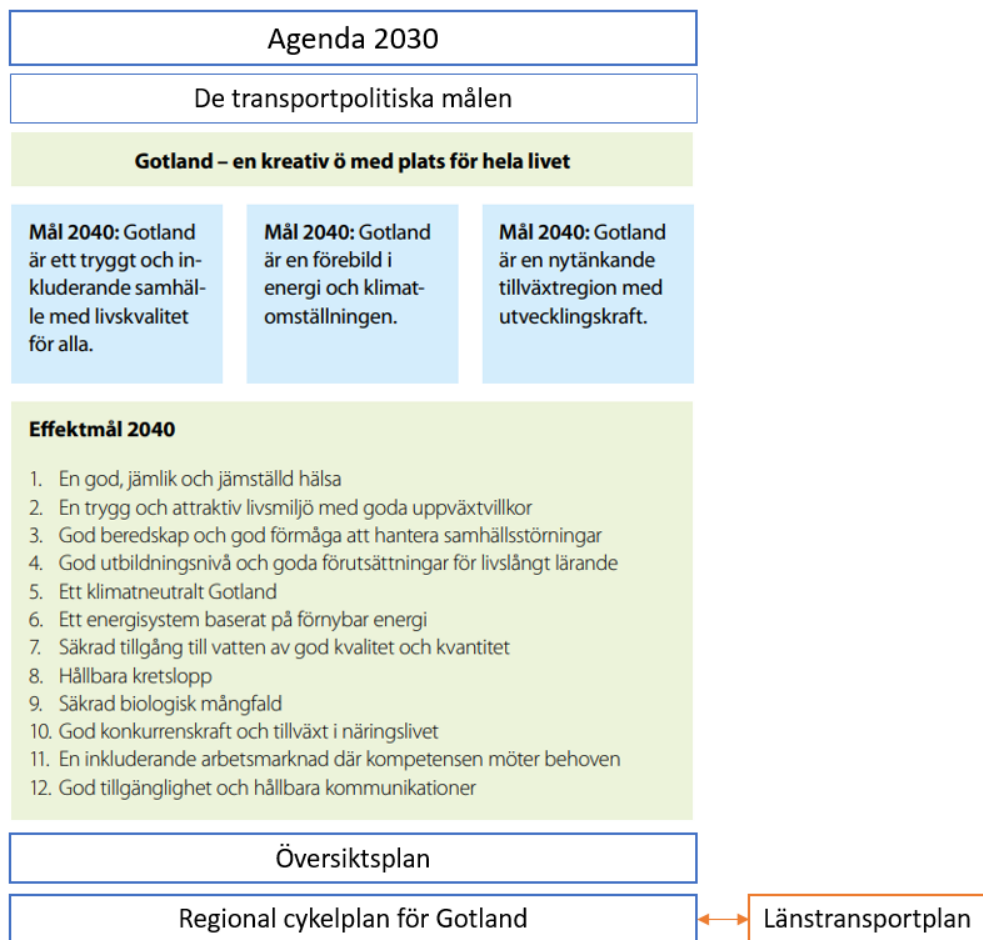 Agenda 2030
De transportpolitiska målen
Gotland – en kreativ ö med plats för hela livet
Mål 2040: Gotland
är ett tryggt och in-
kluderande samhäl-
le med livskvalitet
för alla.
Mål 2040: Gotland
är en förebild i
energi och klimat-
omställningen.
Mål 2040: Gotland
är en nytänkande
tillväxtregion med
utvecklingskraft.
Effektmål 2040
1. En god, jämlik och jämställd hälsa
2. En trygg och attraktiv livsmiljö med goda uppväxtvillkor
3. God beredskap och god förmåga att hantera samhällsstörningar
4. God utbildningsnivå och goda förutsättningar för livslångt lärande
5. Ett klimatneutralt Gotland
6. Ett energisystem baserat på förnybar energi
7. Säkrad tillgång till vatten av god kvalitet och kvantitet
8. Hållbara kretslopp
9. Säkrad biologisk mångfald
10. God konkurrenskraft och tillväxt i näringslivet
11. En inkluderande arbetsmarknad där kompetensen möter behoven
12. God tillgänglighet och hållbara kommunikationer
Översiktsplan
Regional cykelplan för Gotland
Länstransportplan